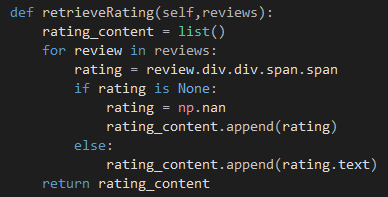 def retrieveRating(self,reviews):
    rating_content = list()
    for review in reviews:
        rating = review.div.div.span.span
        if rating is None:
            rating = np.nan
            rating_content.append(rating)
        else:
            rating_content.append(rating.text)
    return rating_content